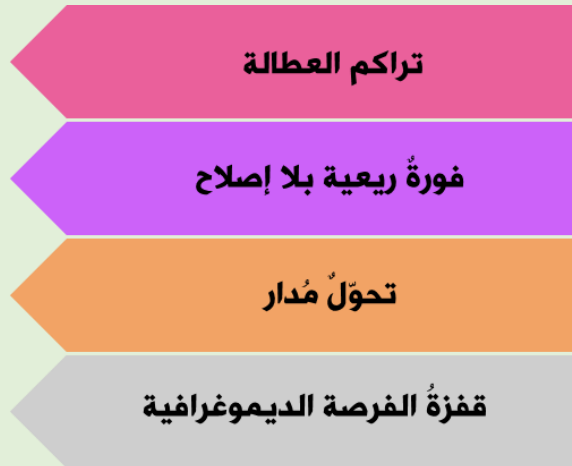 تراكم العطالة
فورةٌ ريعية بلا إصلاح
تحوّلٌ مُدار
قفزةُ الفرصة الديموغرافية